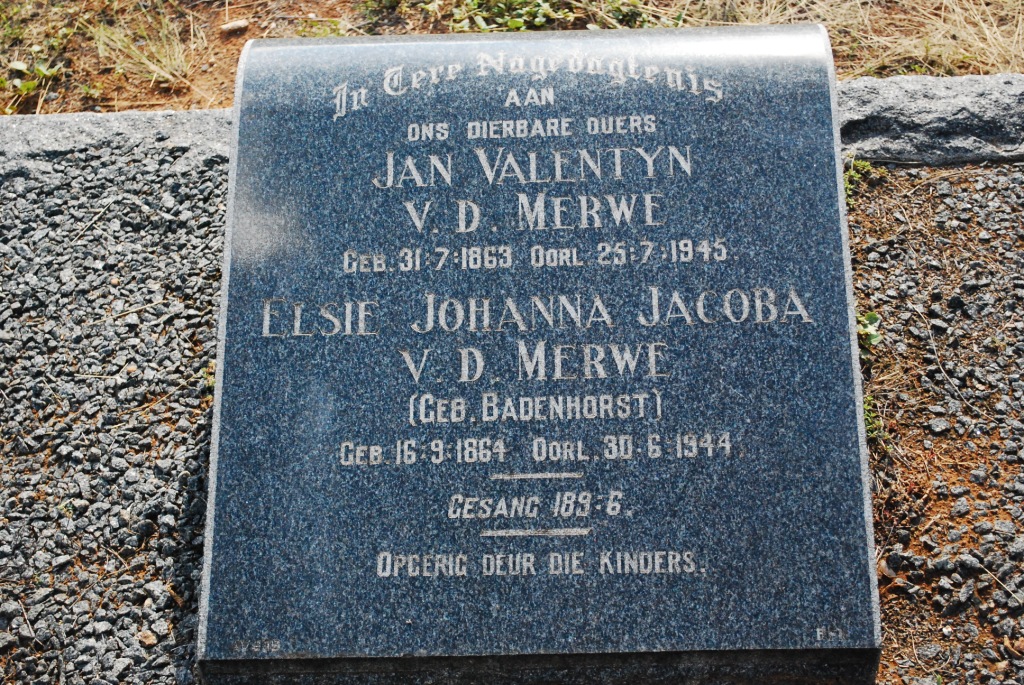 In Tere Nagedagtenis
AAN
ONS DIERBARE OUERS
JAN VALENTYN
V. D. MERWE
GEB. 31:7:1863 OORL. 25:7:1945.
ELSIE JOHANNA JACOBA
V. D. MERWE
(GEB. BADENHORST)
GEB. 16:9:1864 OORL. 30:6:1944.
GESANG 189:6.
OPGERIG DEUR DIE KINDERS.